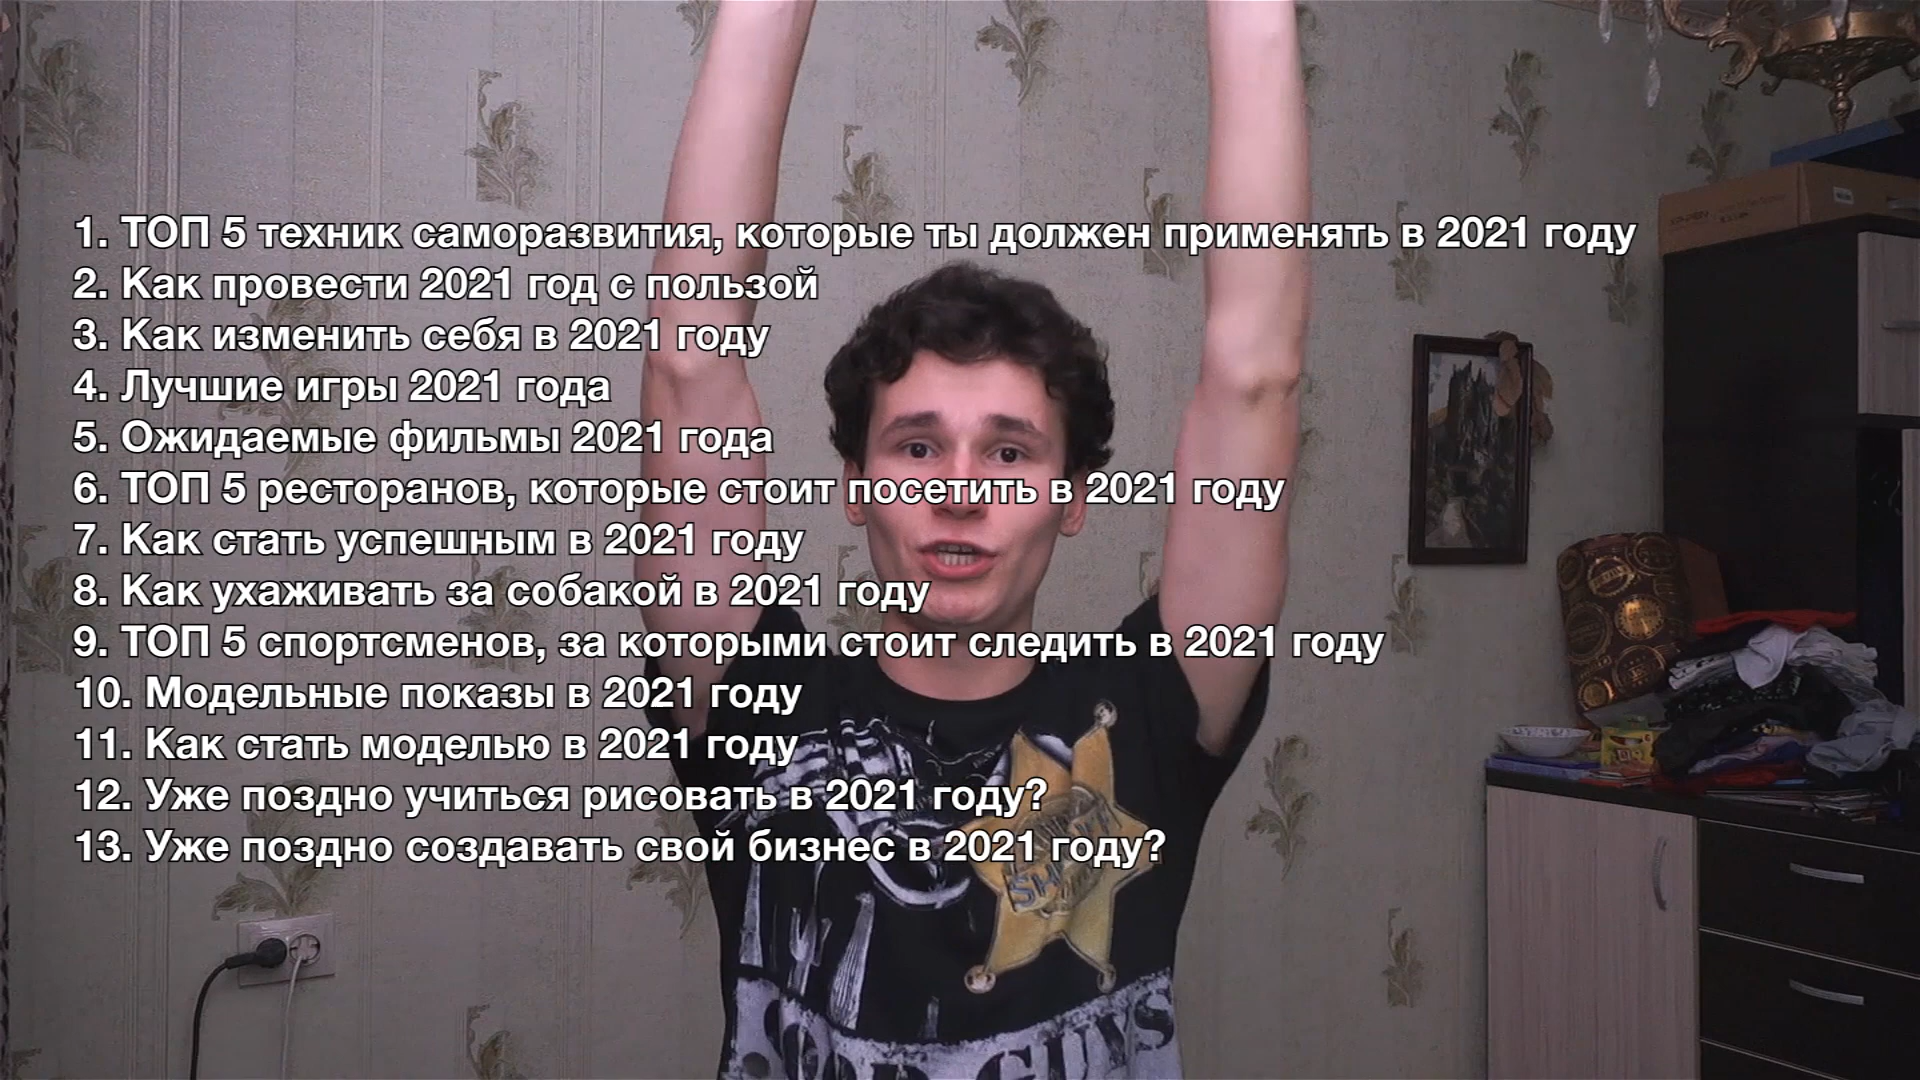 1. ТОП 5 техник саморазвития, которые ты должен применять в 2021 году
2. Как провести 2021 год с пользой
3. Как изменить себя в 2021 году
4. Лучшие игры 2021 года
5. Ожидаемые фильмы 2021 года
6. ТОП 5 ресторанов, которые стоит посетить в 2021 году
7. Как стать успешным в 2021 году
8. Как ухаживать за собакой в 2021 году
9. ТОП 5 спортсменов, за которыми стоит следить в 2021 году
10. Модельные показы в 2021 году
11. Как стать моделью в 2021 году
12. Уже поздно учиться рисовать в 2021 году?
13. Уже поздно создавать свой бизнес в 2021 году?
GUNS